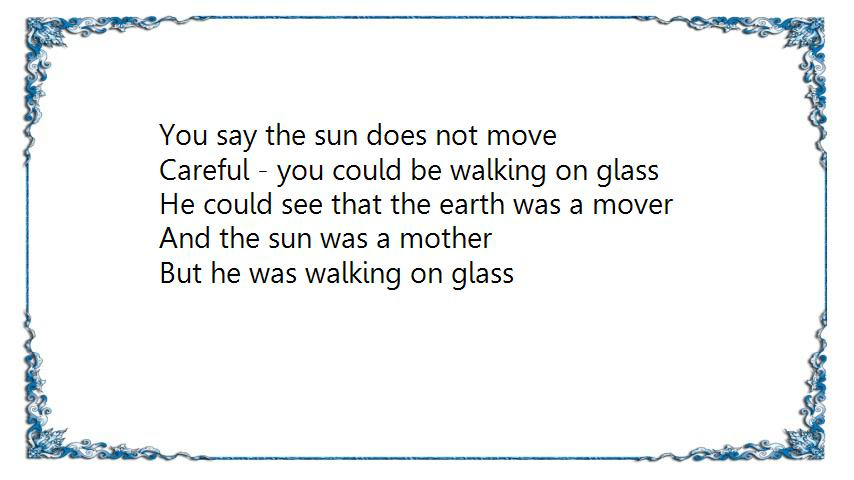 You say the sun does not move
Careful - you could be walking on glass
He could see that the earth was a mover
And the sun was a mother
But he was walking on glass